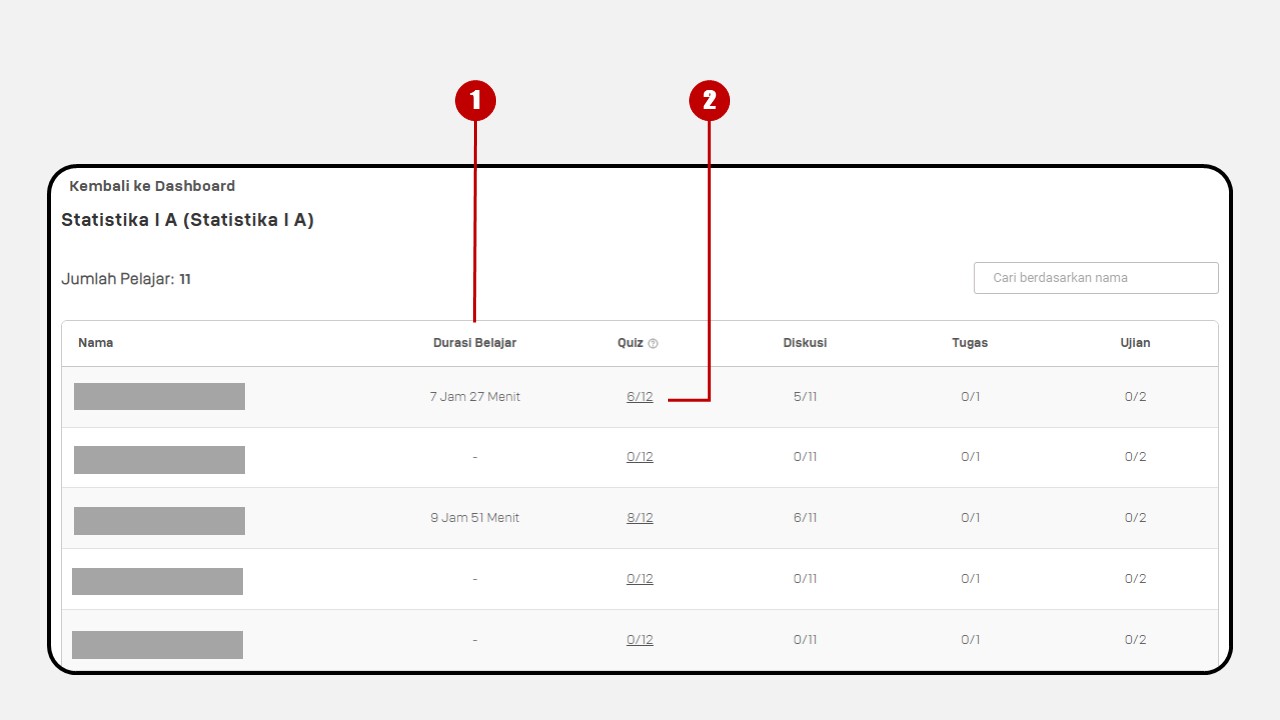 1
2
Kembali ke Dashboard
Statistika I A (Statistika I A)
Jumlah Pelajar: 11
Cari berdasarkan nama
Nama Durasi Belajar Quiz ? Diskusi Tugas Ujian
7 Jam 27 Menit 6/12 5/11 0/1 0/2
- 0/12 0/11 0/1 0/2
9 Jam 51 Menit 8/12 6/11 0/1 0/2
- 0/12 0/11 0/1 0/2
- 0/12 0/11 0/1 0/2